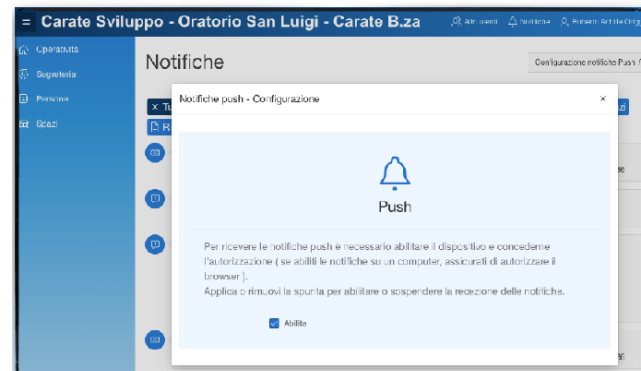 Carate Sviluppo - Oratorio San Luigi - Carate B.za
Notifiche
Operatività
Segreteria
Persone
Spazi
Notifiche
Configurazione notifiche Push
Notifiche push - Configurazione
×
Push
Per ricevere le notifiche push è necessario abilitare il dispositivo e concederne
l'autorizzazione ( se abiliti le notifiche su un computer, assicurati di autorizzare il
browser ).
Applica o rimuovi la spunta per abilitare o sospendere la recezione delle notifiche.
Abilita